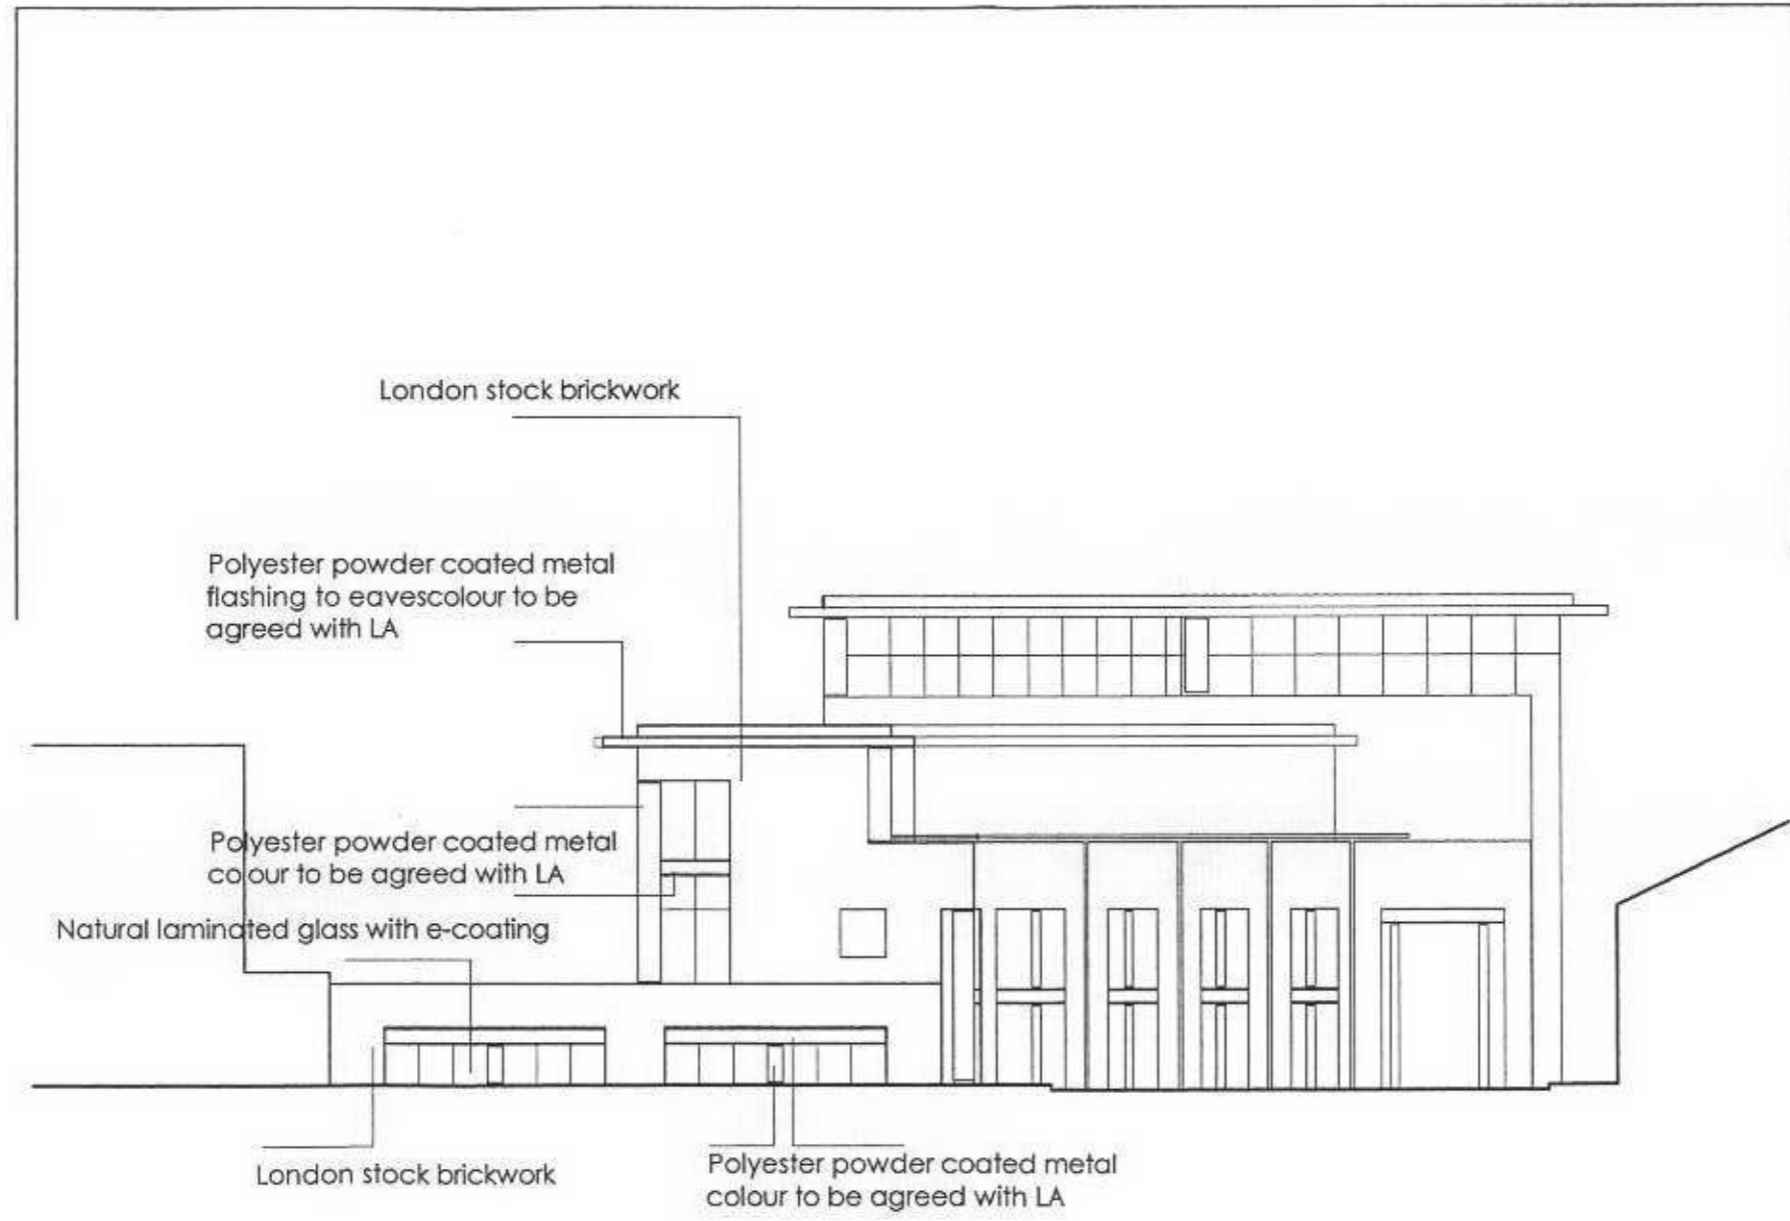 London stock brickwork
Polyester powder coated metal
flashing to eavescolour to be
agreed with LA
Polyester powder coated metal
colour to be agreed with LA
Natural laminated glass with e-coating
London stock brickwork
Polyester powder coated metal
colour to be agreed with LA